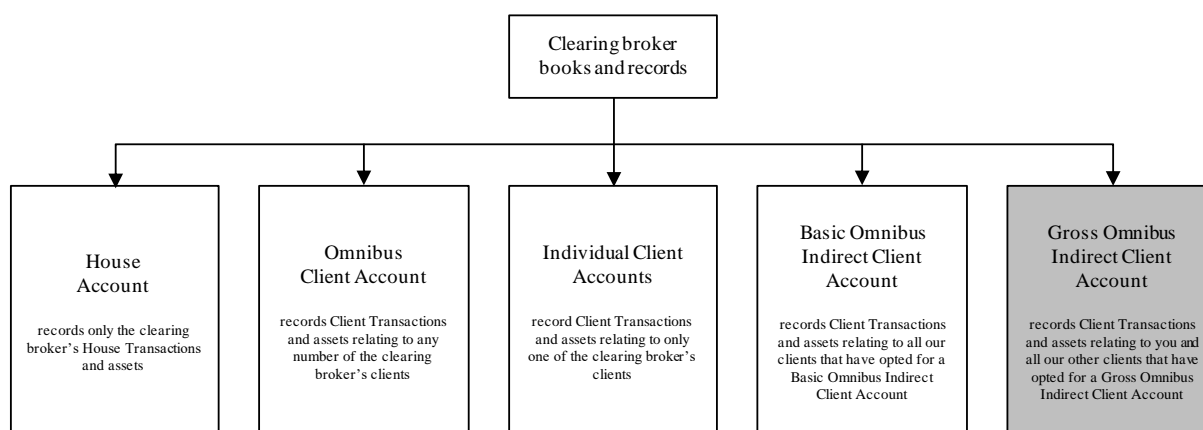 Clearing broker
books and records
House
Account
records only the clearing
broker's House Transactions
and assets
Omnibus
Client Account
records Client Transactions
and assets relating to any
number of the clearing
broker's clients
Individual Client
Accounts
record Client Transactions
and assets relating to only
one of the clearing broker's
clients
Basic Omnibus
Indirect Client
Account
records Client Transactions
and assets relating to all our
clients that have opted for a
Basic Omnibus Indirect
Client Account
Gross Omnibus
Indirect Client
Account
records Client Transactions
and assets relating to you and
all our other clients that have
opted for a Gross Omnibus
Indirect Client Account